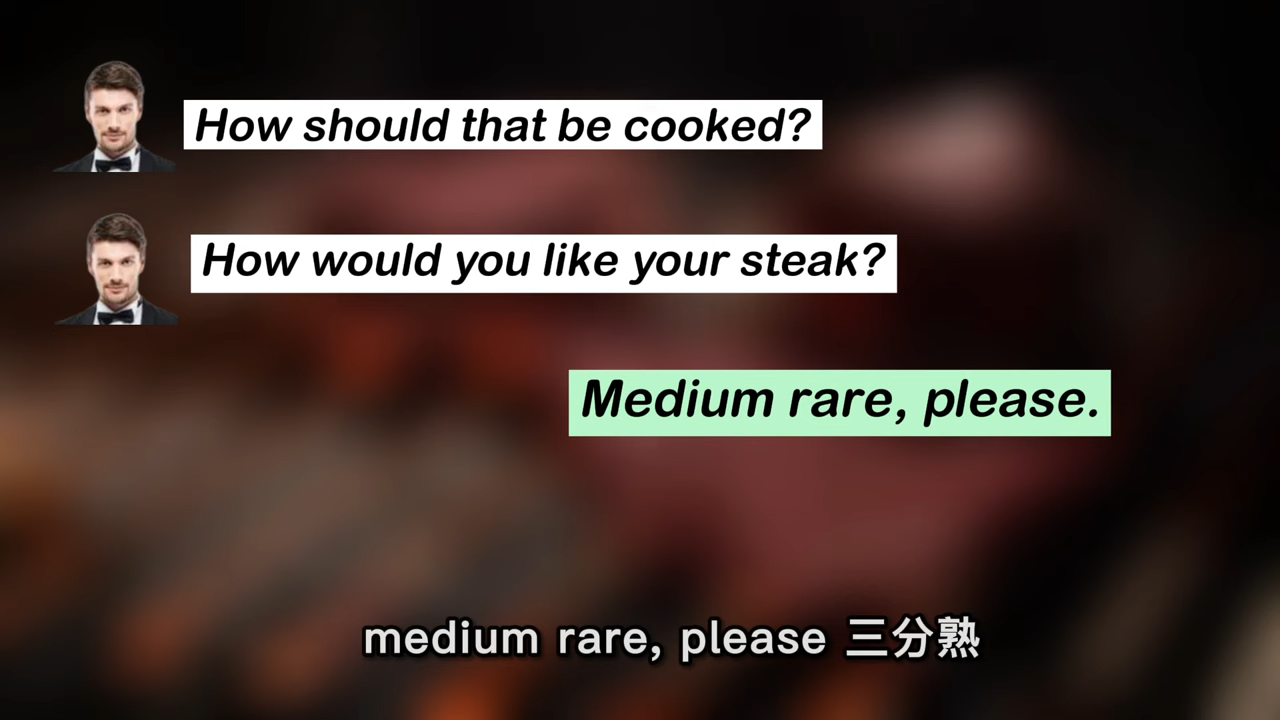 How should that be cooked?
How would you like your steak?
Medium rare, please.
medium rare, please 三分熟